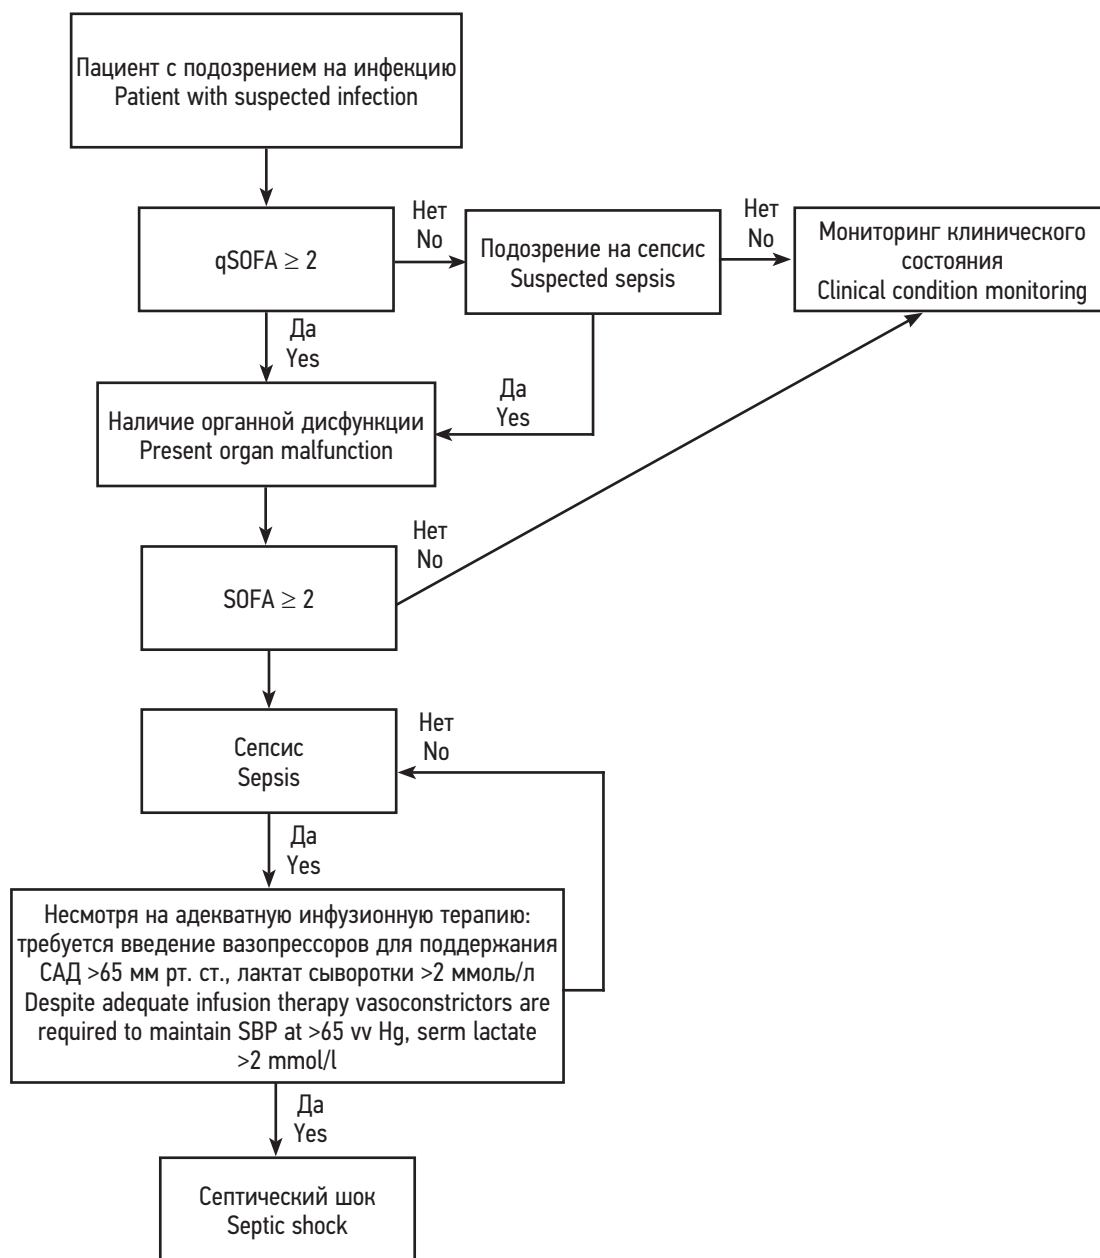 Пациент с подозрением на инфекцию
Patient with suspected infection
qSOFA ≥ 2
Нет
No
Подозрение на сепсис
Suspected sepsis
Нет
No
Мониторинг клинического
состояния
Clinical condition monitoring
Да
Yes
Да
Yes
Наличие органной дисфункции
Present organ malfunction
Нет
No
SOFA ≥ 2
Сепсис
Sepsis
Нет
No
Да
Yes
Несмотря на адекватную инфузионную терапию:
требуется введение вазопрессоров для поддержания
САД >65 мм рт. ст., лактат сыворотки >2 ммоль/л
Despite adequate infusion therapy vasoconstrictors are
required to maintain SBP at >65 vv Hg, serm lactate
>2 mmol/l
Да
Yes
Септический шок
Septic shock